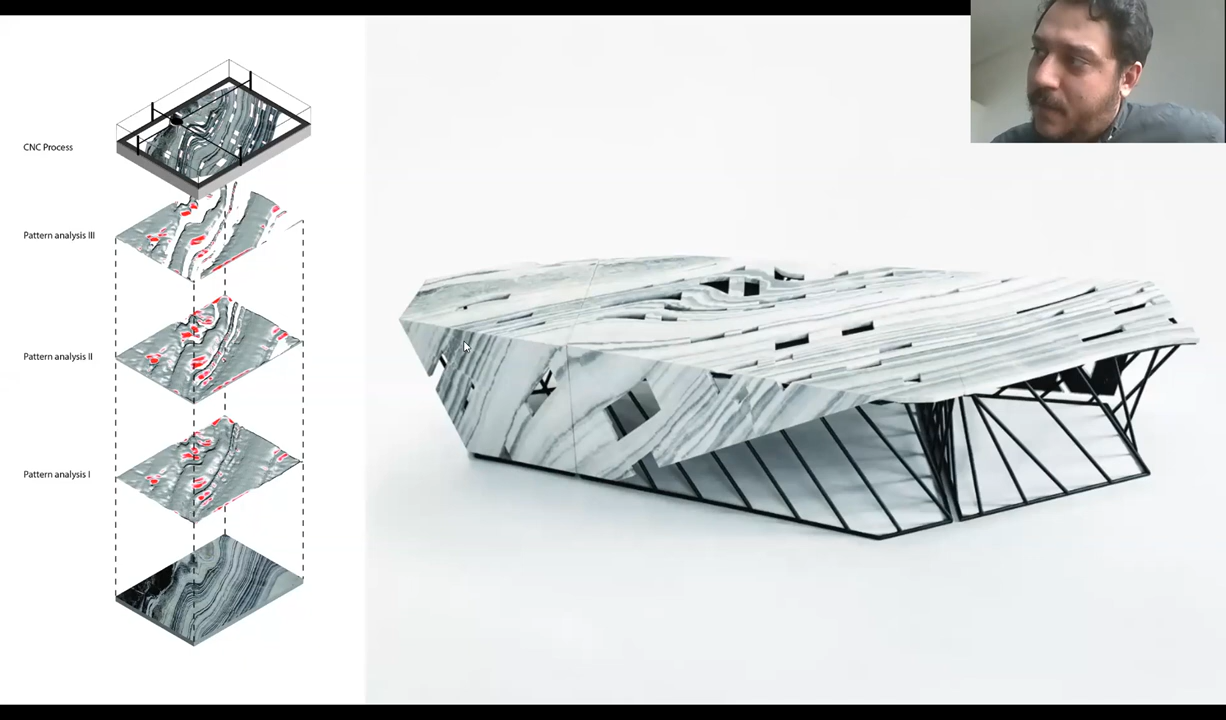 CNC Process
Pattern analysis III
Pattern analysis II
Pattern analysis I